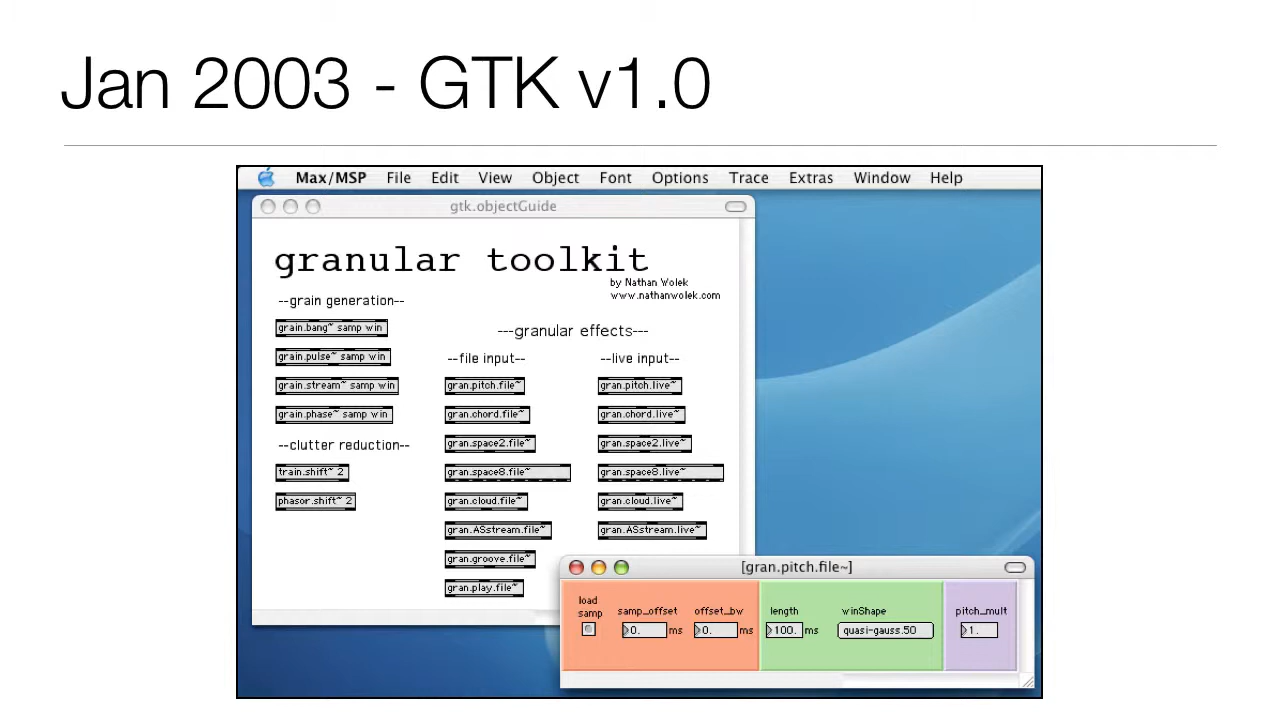 Jan 2003 - GTK v1.0
Max/MSP File Edit View Object Font Options Trace Extras Window Help
gtk.objectGuide
granular toolkit
by Nathan Wolek
www.nathanwolek.com
--grain generation--
grain.bang~ samp win
grain.pulse~ samp win
grain.stream~ samp win
grain.phase~ samp win
--clutter reduction--
train.shift~ 2
phasor.shift~ 2
---granular effects---
--file input--
gran.pitch.file~
gran.chord.file~
gran.space2.file~
gran.space8.file~
gran.cloud.file~
gran.ASstream.file~
gran.groove.file~
gran.play.file~
--live input--
gran.pitch.live~
gran.chord.live~
gran.space2.live~
gran.space8.live~
gran.cloud.live~
gran.ASstream.live~
[gran.pitch.file~]
load
samp
samp_offset
0. ms
offset_bw
0. ms
length
100. ms
winShape
quasi-gauss.50
pitch_mult
1.